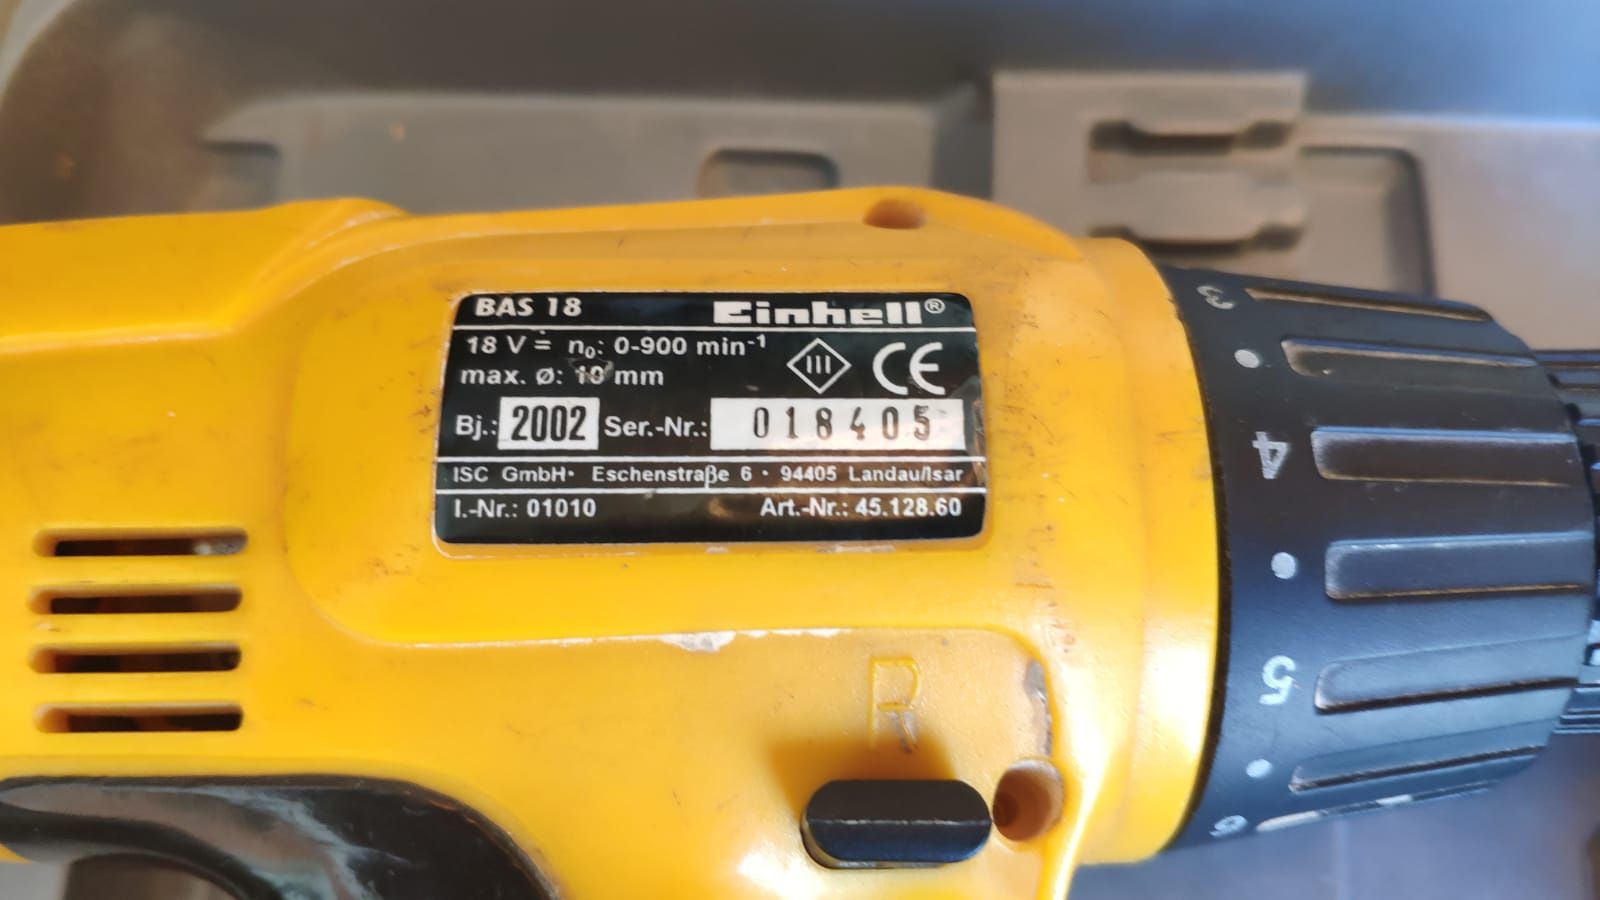 BAS 18 Einhell®
18 V = n₀: 0-900 min⁻¹
max. ø: 10 mm
III CE
Bj.: 2002 Ser.-Nr.: 018405
ISC GmbH· Eschenstraße 6 · 94405 Landau/Isar
I.-Nr.: 01010 Art.-Nr.: 45.128.60
R
3
4
5
6